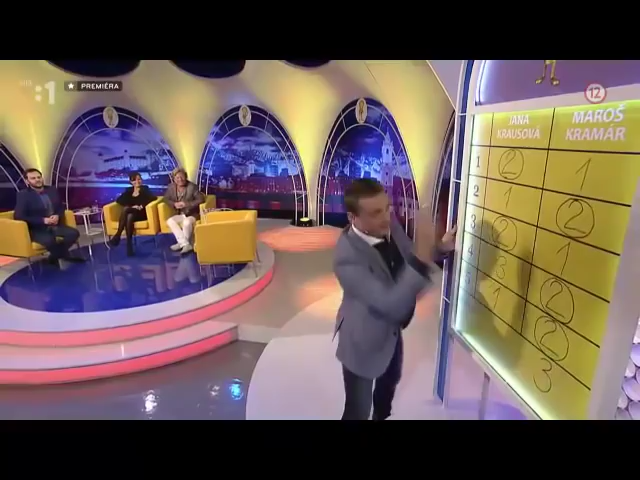 :1
PREMIÉRA
12
JANA KRAUSOVÁ
MAROŠ KRAMÁR
1 2 1
2 1 2
3 2 1
4 3 2
5 1 2
3